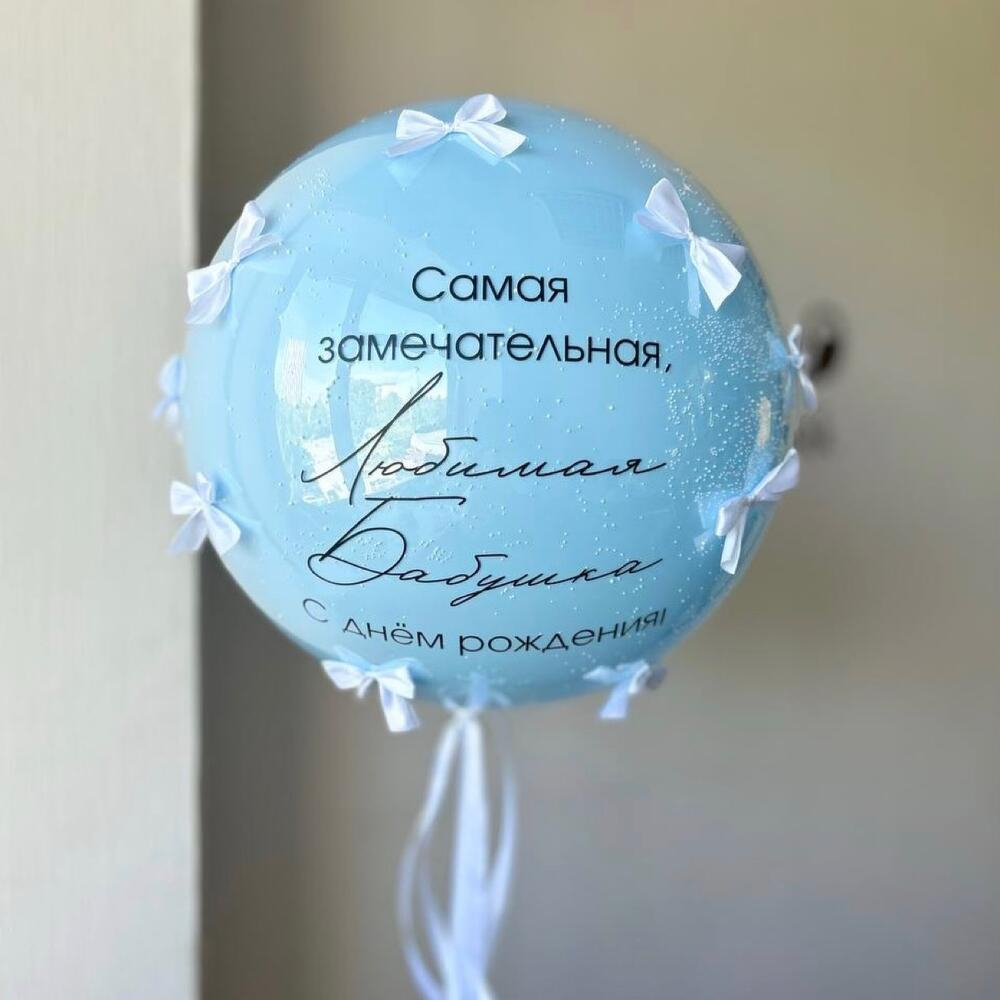 Самая
замечательная,
Любимая
Бабушка
С днём рождения!